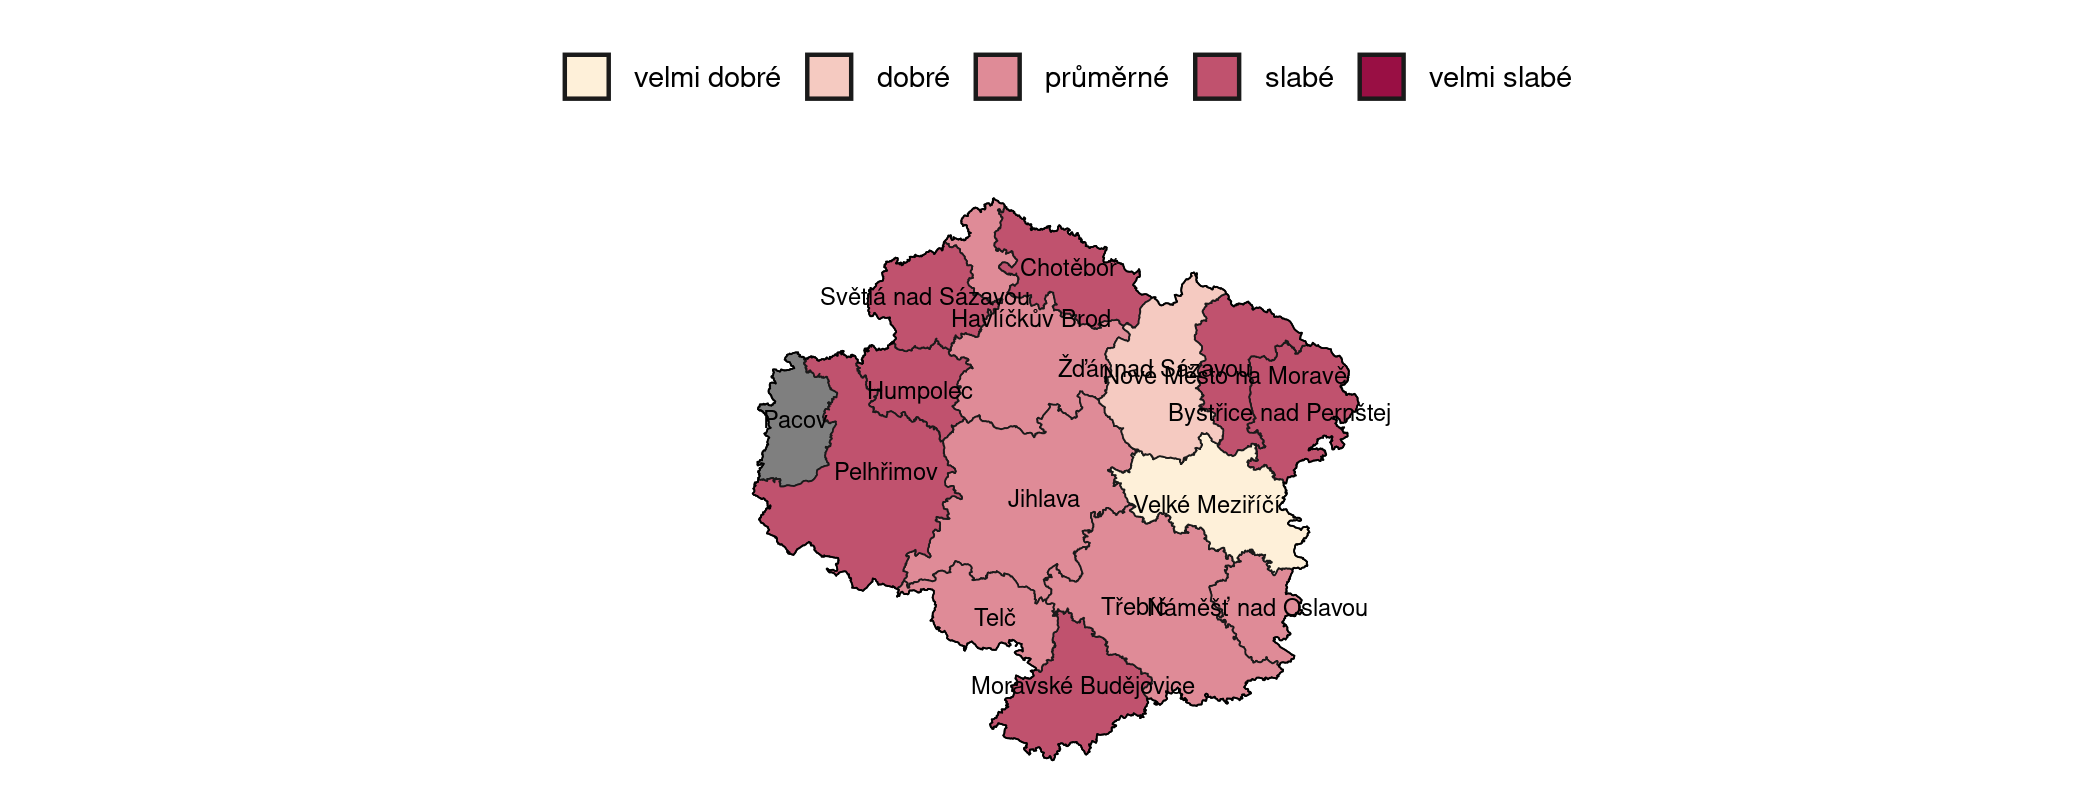 velmi dobré dobré průměrné slabé velmi slabé
Chotěboř
Světlá nad Sázavou
Havlíčkův Brod
Žďár nad Sázavou
Nové Město na Moravě
Humpolec
Bystřice nad Pernštej
Pacov
Pelhřimov
Jihlava
Velké Meziříčí
Třebíč
Náměšť nad Oslavou
Telč
Moravské Budějovice